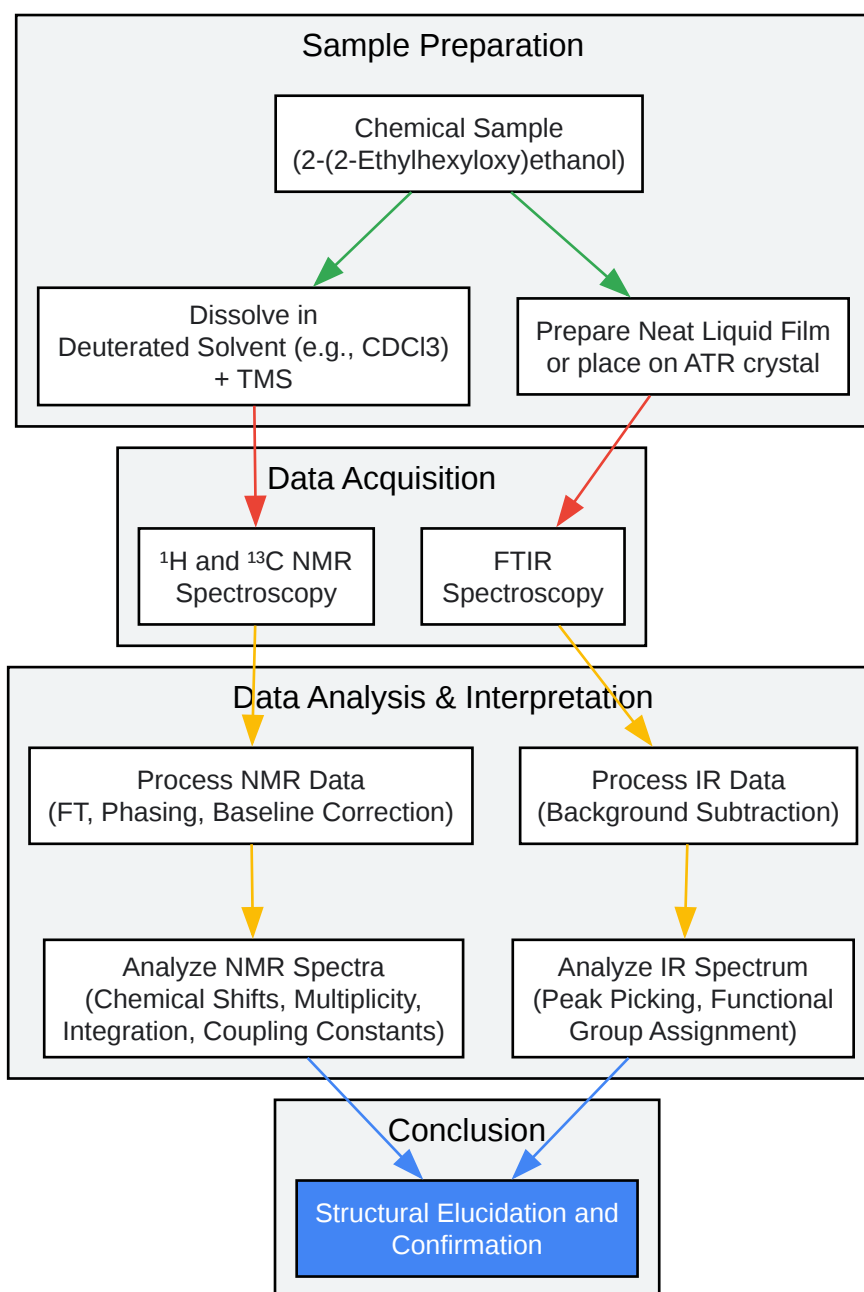 Sample Preparation
Chemical Sample
(2-(2-Ethylhexyloxy)ethanol)
Dissolve in
Deuterated Solvent (e.g., CDCl3)
+ TMS
Prepare Neat Liquid Film
or place on ATR crystal
Data Acquisition
¹H and ¹³C NMR
Spectroscopy
FTIR
Spectroscopy
Data Analysis & Interpretation
Process NMR Data
(FT, Phasing, Baseline Correction)
Process IR Data
(Background Subtraction)
Analyze NMR Spectra
(Chemical Shifts, Multiplicity,
Integration, Coupling Constants)
Analyze IR Spectrum
(Peak Picking, Functional
Group Assignment)
Conclusion
Structural Elucidation and
Confirmation